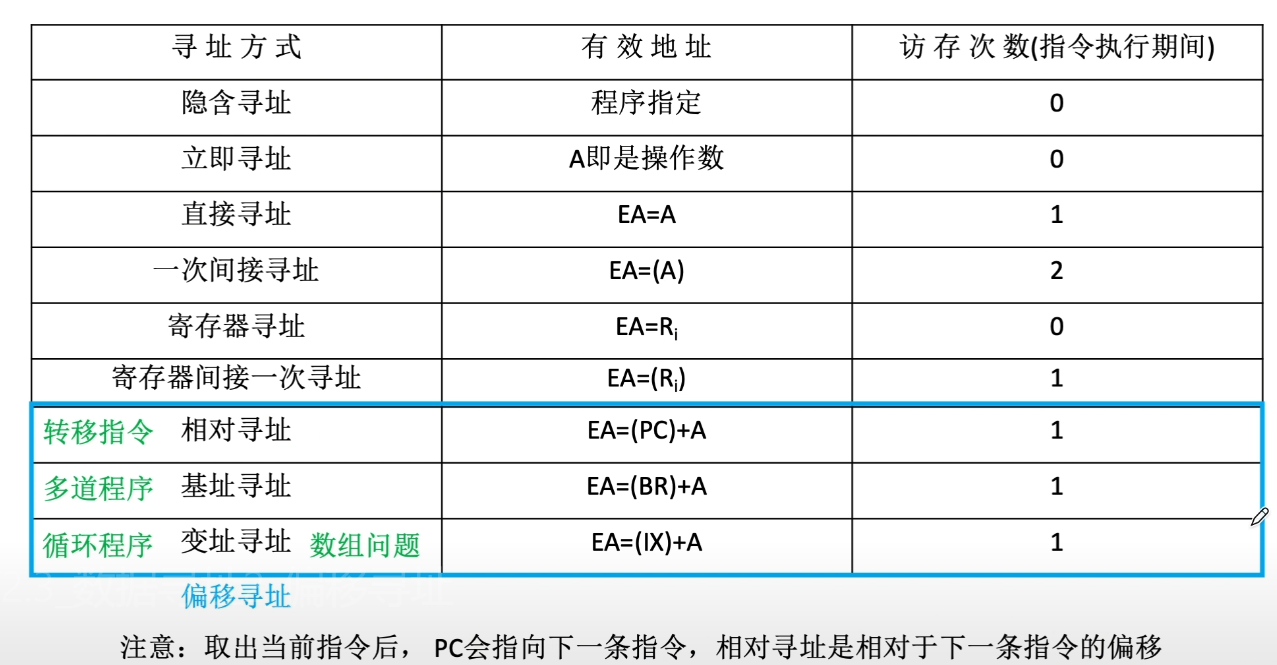 寻址方式 有效地址 访存次数(指令执行期间)
隐含寻址 程序指定 0
立即寻址 A即是操作数 0
直接寻址 EA=A 1
一次间接寻址 EA=(A) 2
寄存器寻址 EA=Ri 0
寄存器间接一次寻址 EA=(Ri) 1
转移指令 相对寻址 EA=(PC)+A 1
多道程序 基址寻址 EA=(BR)+A 1
循环程序 变址寻址 数组问题 EA=(IX)+A 1
偏移寻址
注意：取出当前指令后， PC会指向下一条指令，相对寻址是相对于下一条指令的偏移